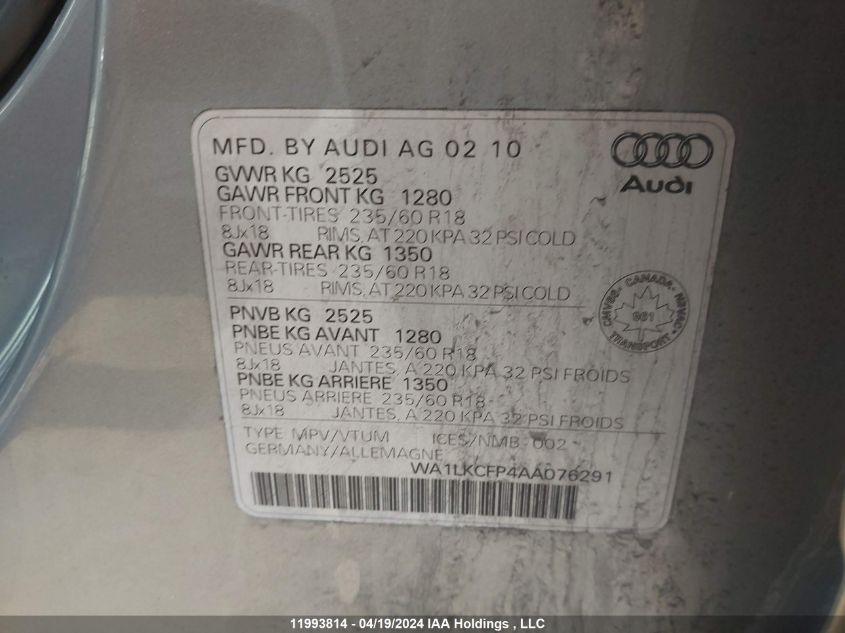 MFD. BY AUDI AG 02 10
Audi
GVWR KG 2525
GAWR FRONT KG 1280
FRONT-TIRES 235/60 R18
8Jx18 RIMS, AT 220 KPA 32 PSI COLD
GAWR REAR KG 1350
REAR-TIRES 235/60 R18
8Jx18 RIMS, AT 220 KPA 32 PSI COLD
CMVSS- CANADA- NSVAC
961
TRANSPORT
PNVB KG 2525
PNBE KG AVANT 1280
PNEUS AVANT 235/60 R18
8Jx18 JANTES, A 220 KPA 32 PSI FROIDS
PNBE KG ARRIERE 1350
PNEUS ARRIERE 235/60 R18
8Jx18 JANTES, A 220 KPA 32 PSI FROIDS
TYPE MPV/VTUM ICES/NMB-002
GERMANY/ALLEMAGNE
WA1LKCFP4AA076291
11993814 - 04/19/2024 IAA Holdings , LLC